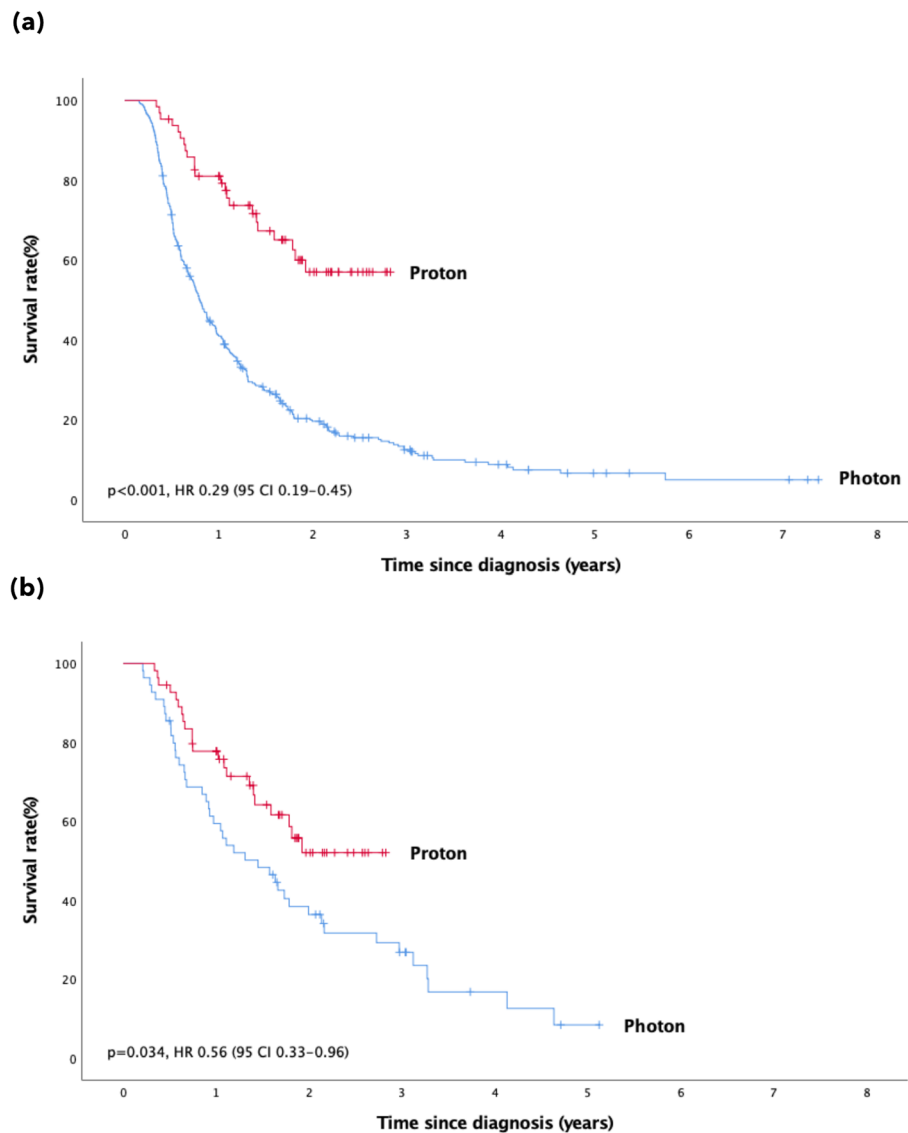 (a)
100
80
60
40
20
0
Survival rate(%)
Proton
Photon
p<0.001, HR 0.29 (95 CI 0.19–0.45)
0 1 2 3 4 5 6 7 8
Time since diagnosis (years)
(b)
100
80
60
40
20
0
Survival rate(%)
Proton
Photon
p=0.034, HR 0.56 (95 CI 0.33–0.96)
0 1 2 3 4 5 6 7 8
Time since diagnosis (years)